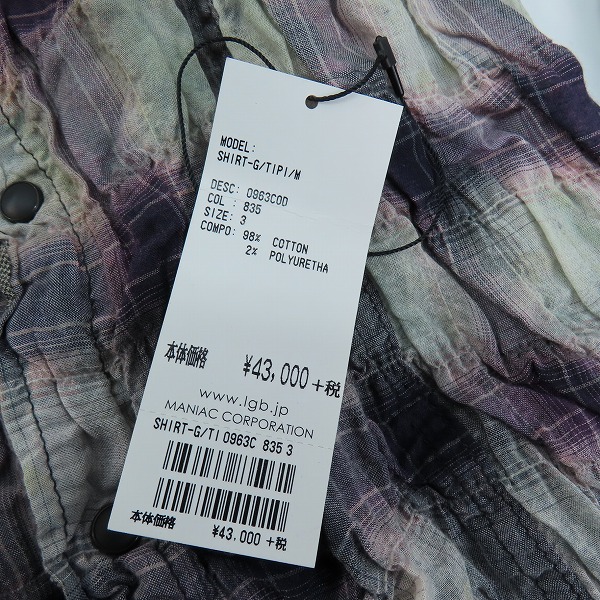 MODEL:
SHIRT-G/TIPI/M
DESC: 0963COD
COL : 835
SIZE: 3
COMPO: 98% COTTON
2% POLYURETHA
本体価格 ¥43,000 +税
www.lgb.jp
MANIAC CORPORATION
SHIRT-G/TI 0963C 835 3
本体価格 ¥43,000 +税